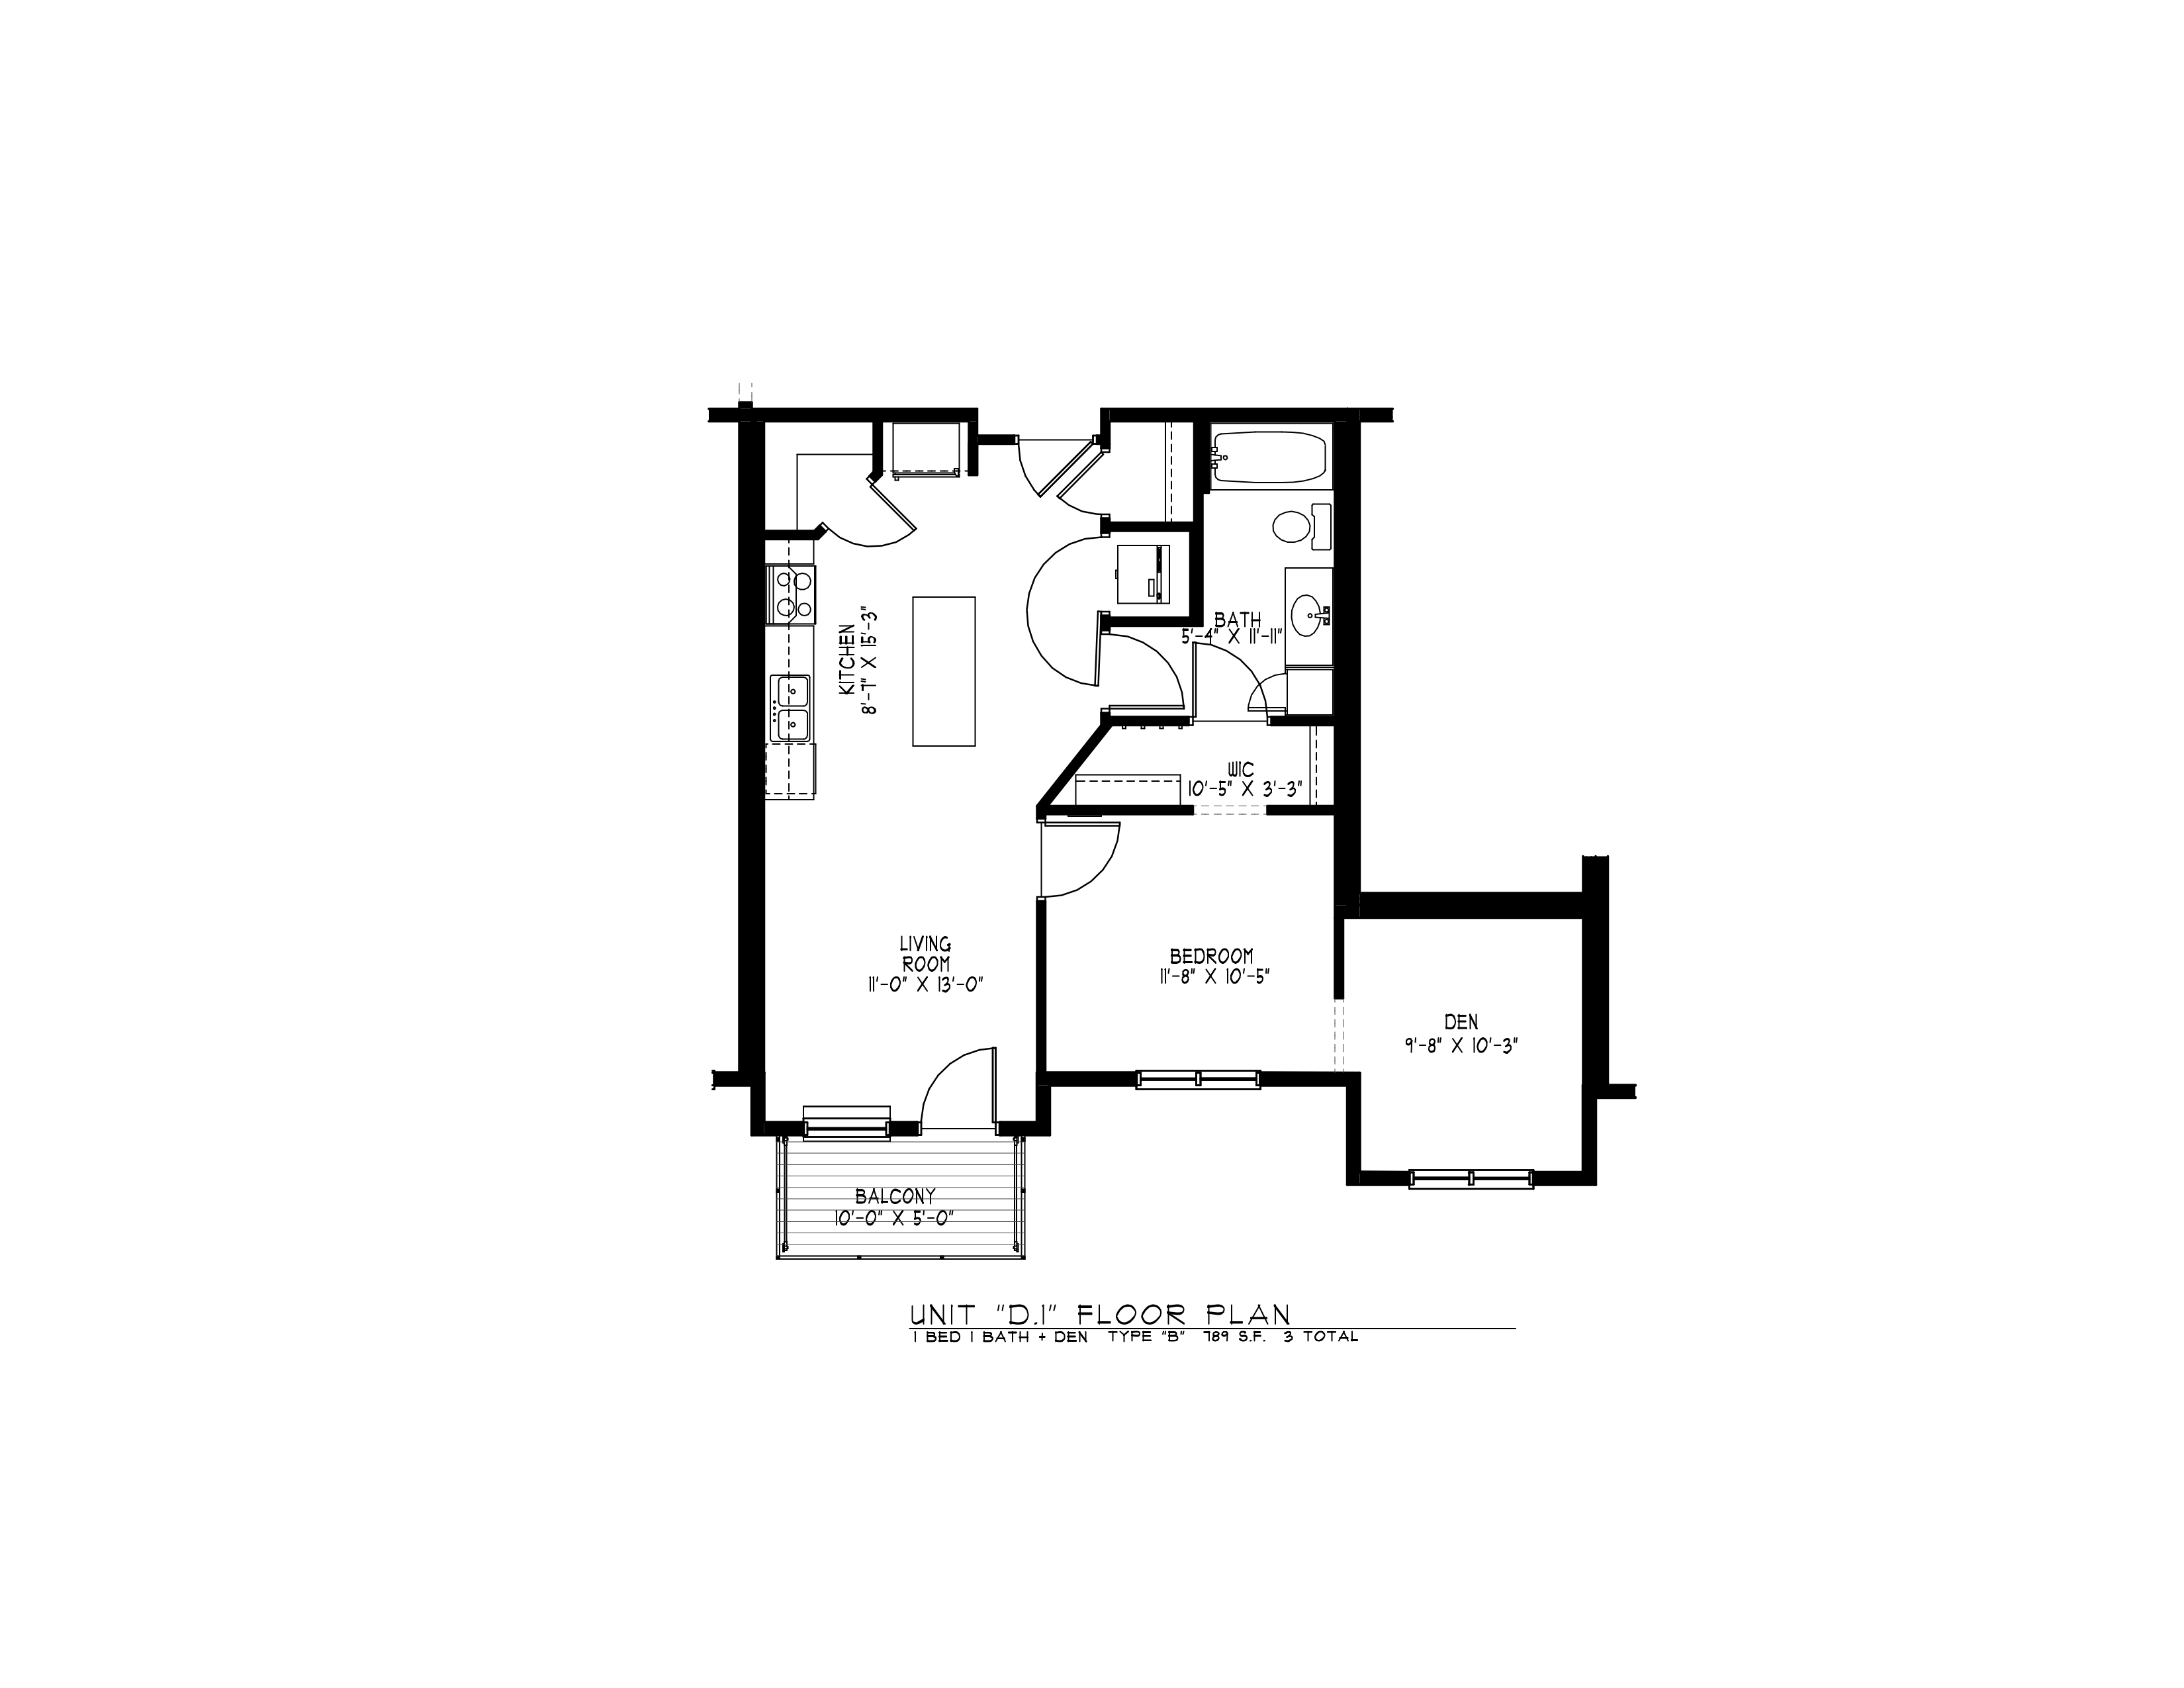 KITCHEN
8'-7" X 15'-3"
BATH
5'-4" X 11'-11"
WIC
10'-5" X 3'-3"
LIVING
ROOM
11'-0" X 13'-0"
BEDROOM
11'-8" X 10'-5"
DEN
9'-8" X 10'-3"
BALCONY
10'-0" X 5'-0"
UNIT "D.1" FLOOR PLAN
1 BED 1 BATH + DEN TYPE "B" 789 S.F. 3 TOTAL